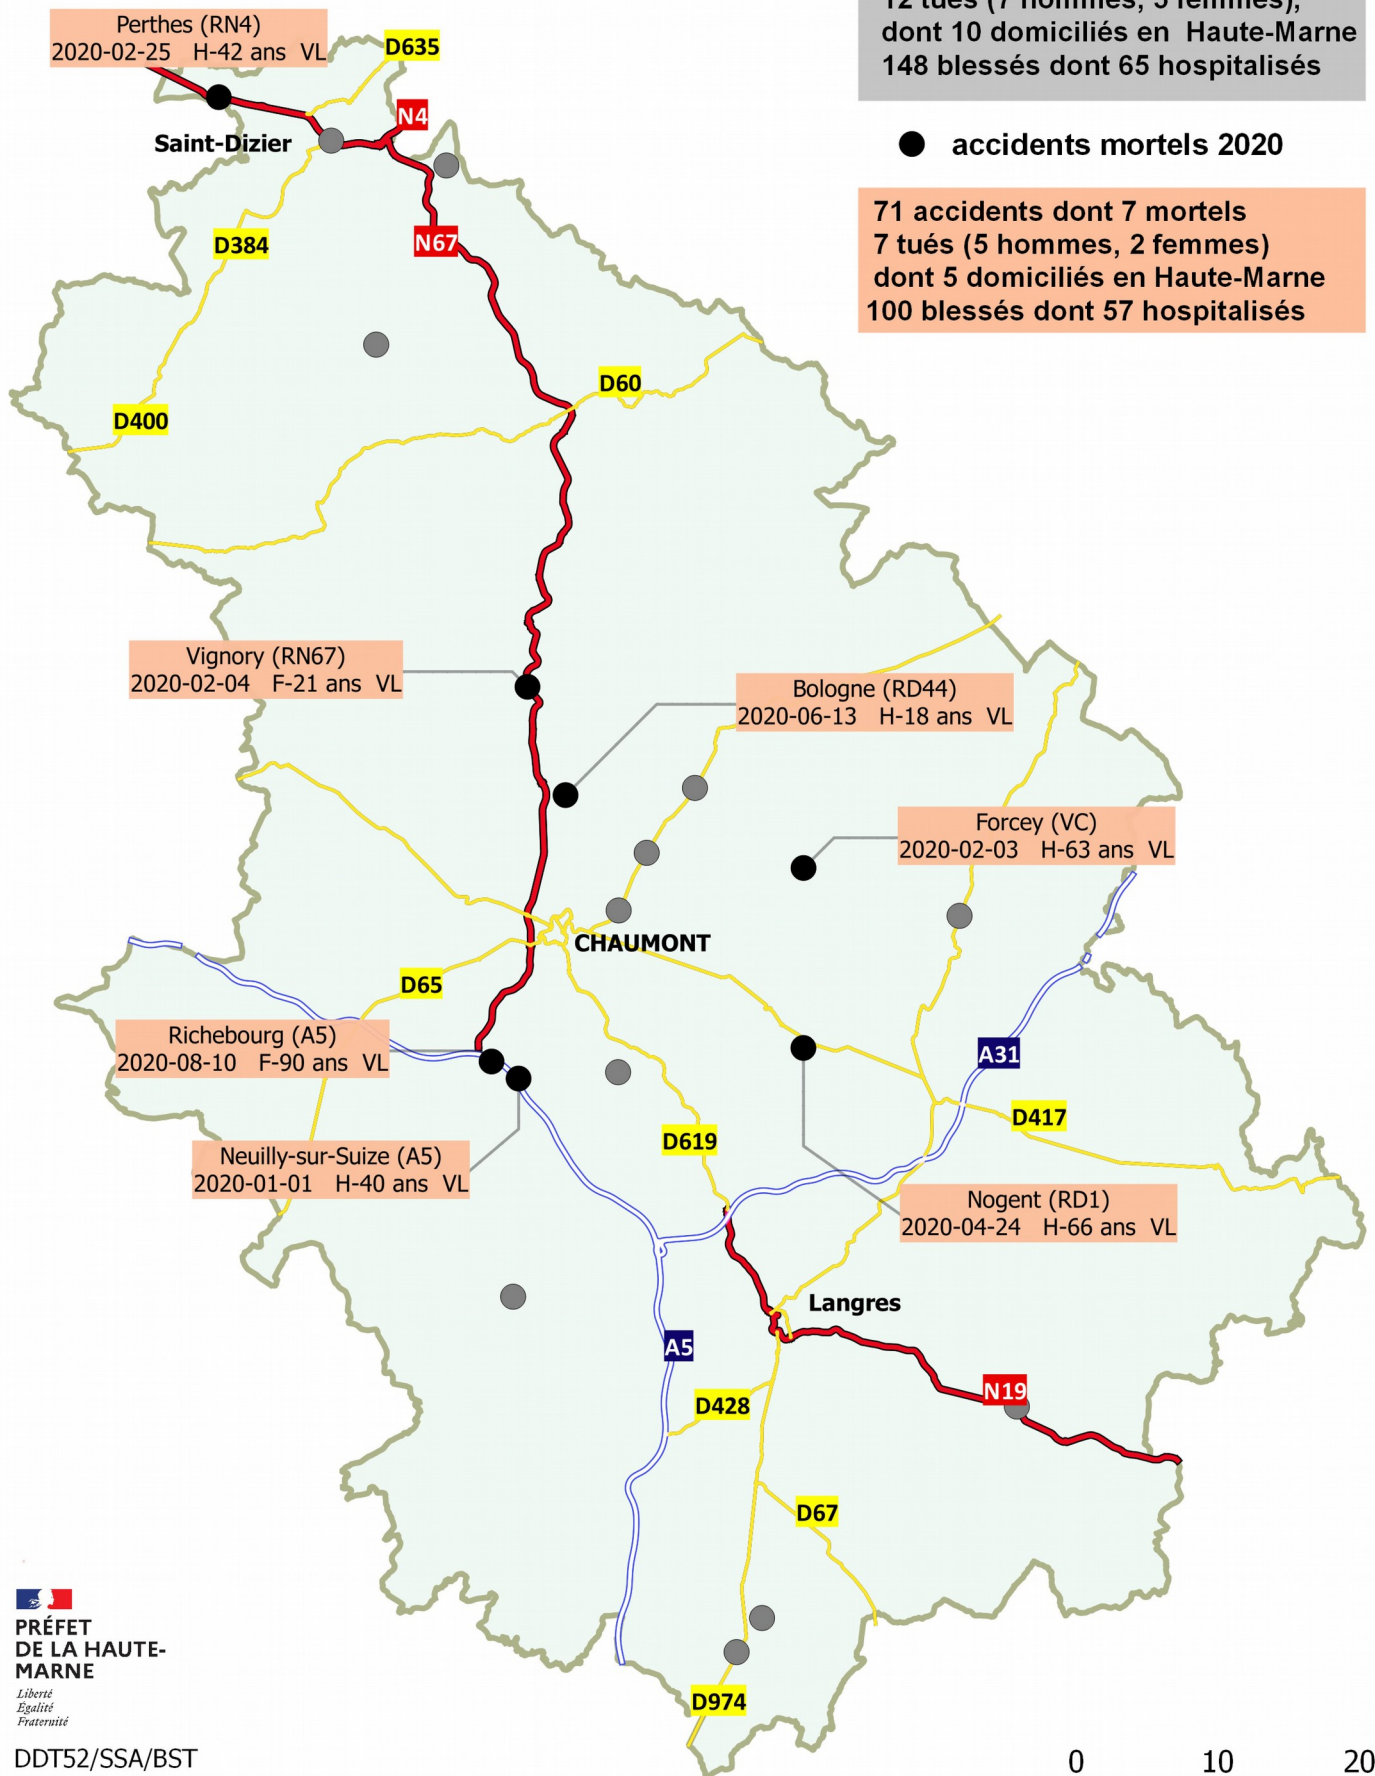 12 tués (7 hommes, 5 femmes),
dont 10 domiciliés en Haute-Marne
148 blessés dont 65 hospitalisés
accidents mortels 2020
71 accidents dont 7 mortels
7 tués (5 hommes, 2 femmes)
dont 5 domiciliés en Haute-Marne
100 blessés dont 57 hospitalisés
Perthes (RN4)
2020-02-25 H-42 ans VL
D635
N4
Saint-Dizier
D384
N67
D60
D400
Vignory (RN67)
2020-02-04 F-21 ans VL
Bologne (RD44)
2020-06-13 H-18 ans VL
Forcey (VC)
2020-02-03 H-63 ans VL
CHAUMONT
D65
Richebourg (A5)
2020-08-10 F-90 ans VL
A31
D417
D619
Neuilly-sur-Suize (A5)
2020-01-01 H-40 ans VL
Nogent (RD1)
2020-04-24 H-66 ans VL
Langres
A5
N19
D428
D67
D974
PRÉFET
DE LA HAUTE-
MARNE
Liberté
Égalité
Fraternité
DDT52/SSA/BST
0 10 20